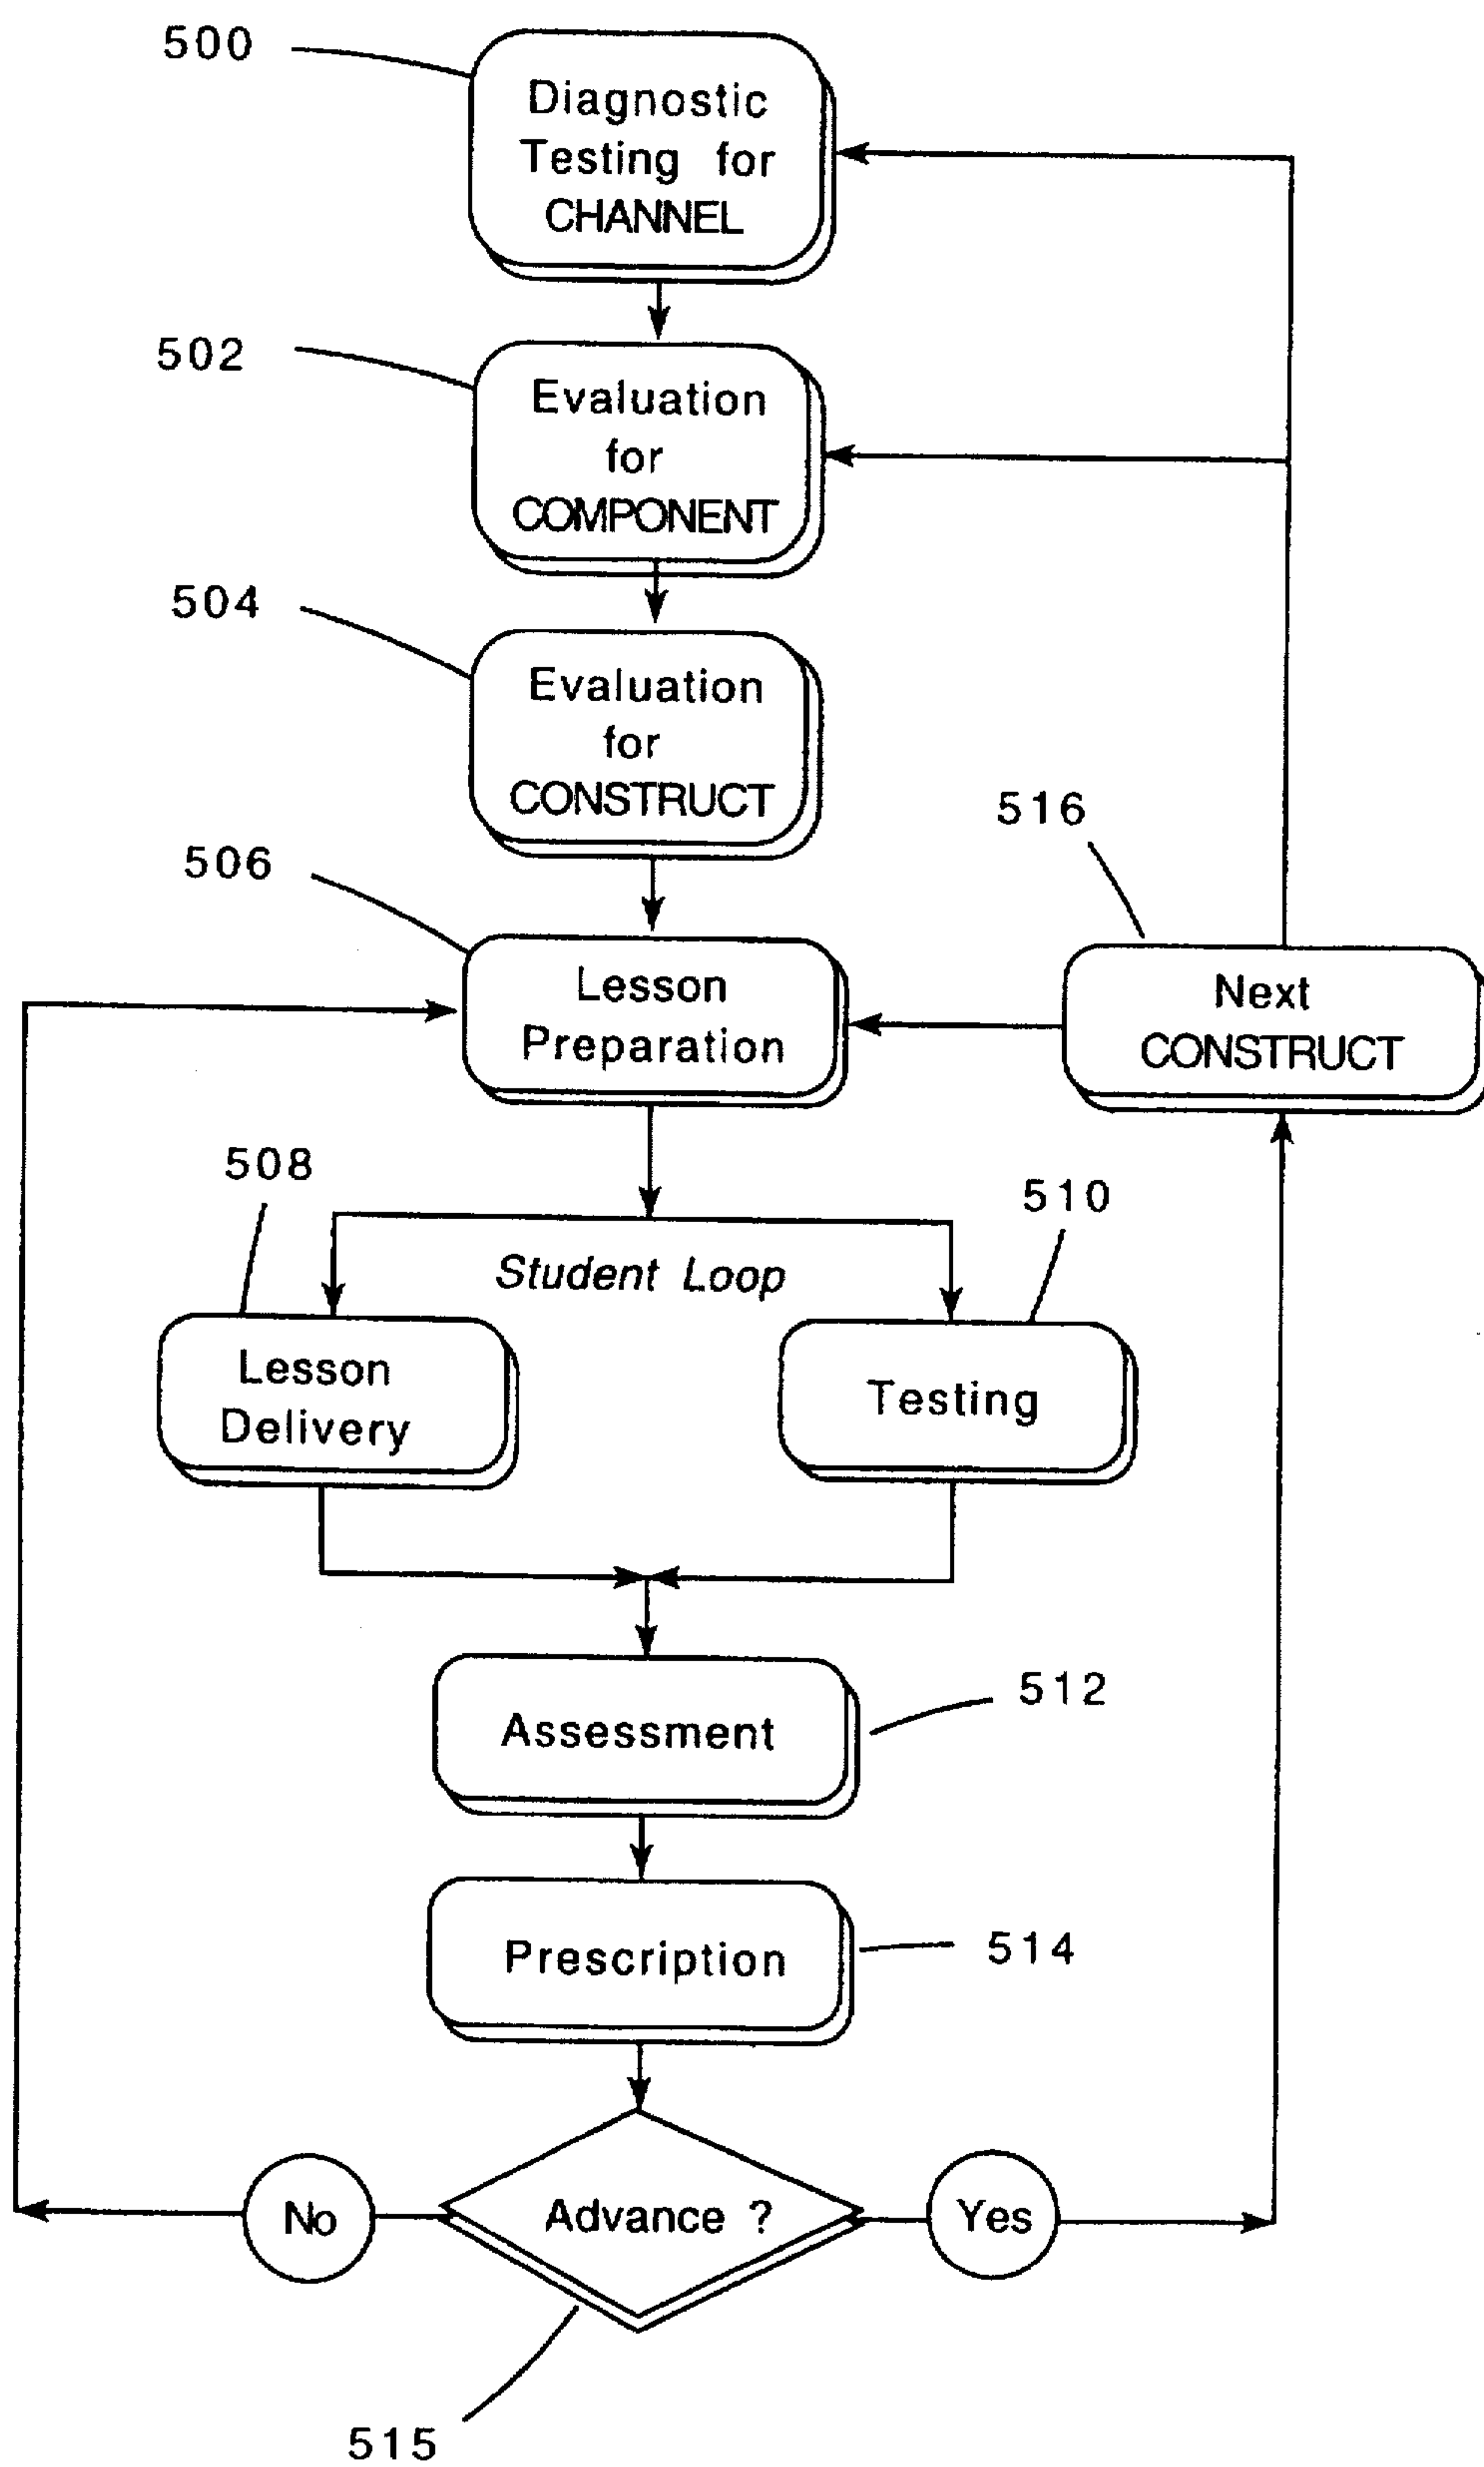 500
Diagnostic
Testing for
CHANNEL
502
Evaluation
for
COMPONENT
504
Evaluation
for
CONSTRUCT
506
Lesson
Preparation
516
Next
CONSTRUCT
508
510
Student Loop
Lesson
Delivery
Testing
512
Assessment
Prescription
514
No
Advance ?
Yes
515